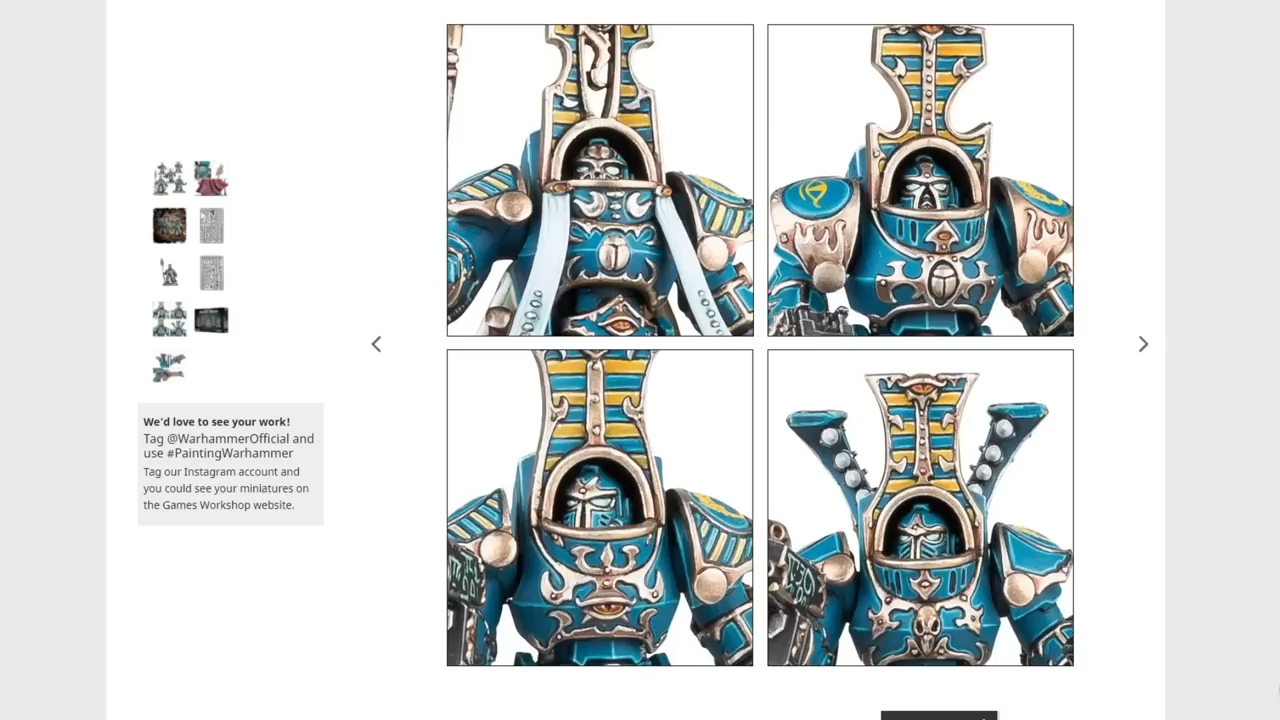 We'd love to see your work!
Tag @WarhammerOfficial and
use #PaintingWarhammer
Tag our Instagram account and
you could see your miniatures on
the Games Workshop website.